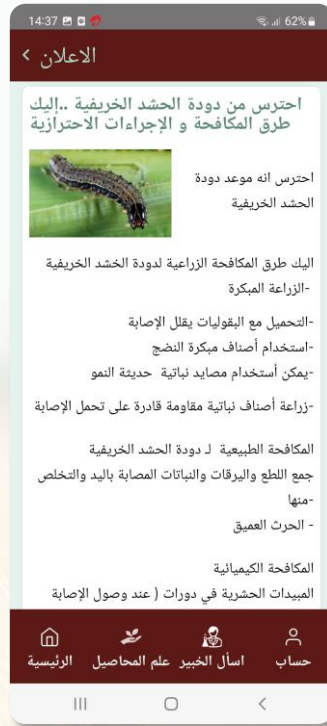 14:37
62%
الاعلان
احترس من دودة الحشد الخريفية ..إليك
طرق المكافحة و الإجراءات الاحترازية
احترس انه موعد دودة
الحشد الخريفية
اليك طرق المكافحة الزراعية لدودة الخشد الخريفية
-الزراعة المبكرة
-التحميل مع البقوليات يقلل الإصابة
-استخدام أصناف مبكرة النضج
-يمكن أستخدام مصايد نباتية حديثة النمو
-زراعة أصناف نباتية مقاومة قادرة على تحمل الإصابة
المكافحة الطبيعية لـ دودة الحشد الخريفية
جمع اللطع واليرقات والنباتات المصابة باليد والتخلص
-منها
- الحرث العميق
المكافحة الكيميائية
المبيدات الحشرية في دورات ( عند وصول الإصابة
حساب
اسأل الخبير
علم المحاصيل
الرئيسية